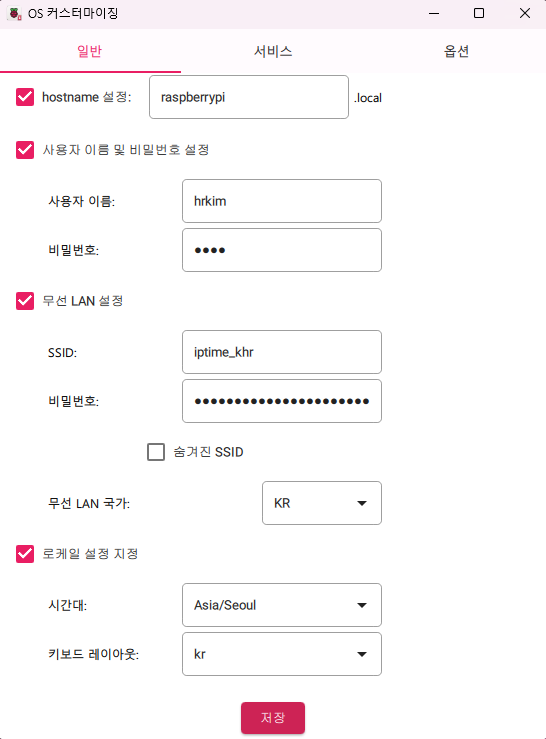 OS 커스터마이징
일반 서비스 옵션
hostname 설정: raspberrypi .local
사용자 이름 및 비밀번호 설정
사용자 이름: hrkim
비밀번호: ●●●●
무선 LAN 설정
SSID: iptime_khr
비밀번호: ●●●●●●●●●●●●●●●●●●●●●●
숨겨진 SSID
무선 LAN 국가: KR
로케일 설정 지정
시간대: Asia/Seoul
키보드 레이아웃: kr
저장